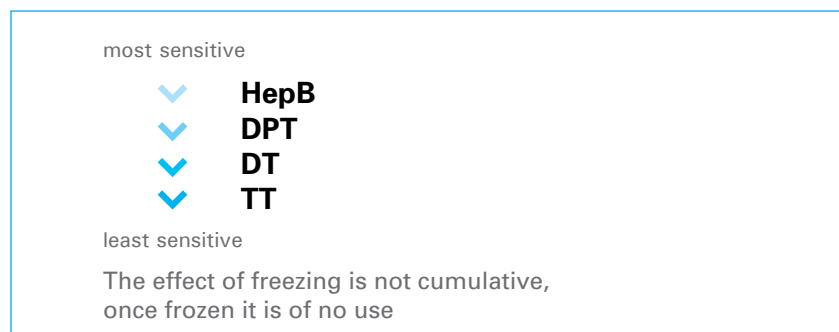 most sensitive
HepB
DPT
DT
TT
least sensitive
The effect of freezing is not cumulative,
once frozen it is of no use